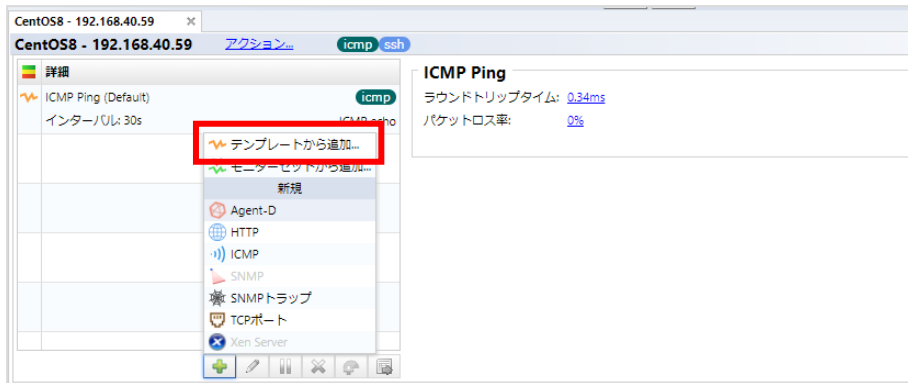 CentOS8 - 192.168.40.59
CentOS8 - 192.168.40.59 アクション... icmp ssh
詳細
ICMP Ping (Default) icmp
インターバル: 30s ICMP echo
テンプレートから追加...
モニターセットから追加...
新規
Agent-D
HTTP
ICMP
SNMP
SNMPトラップ
TCPポート
Xen Server
ICMP Ping
ラウンドトリップタイム: 0.34ms
パケットロス率: 0%